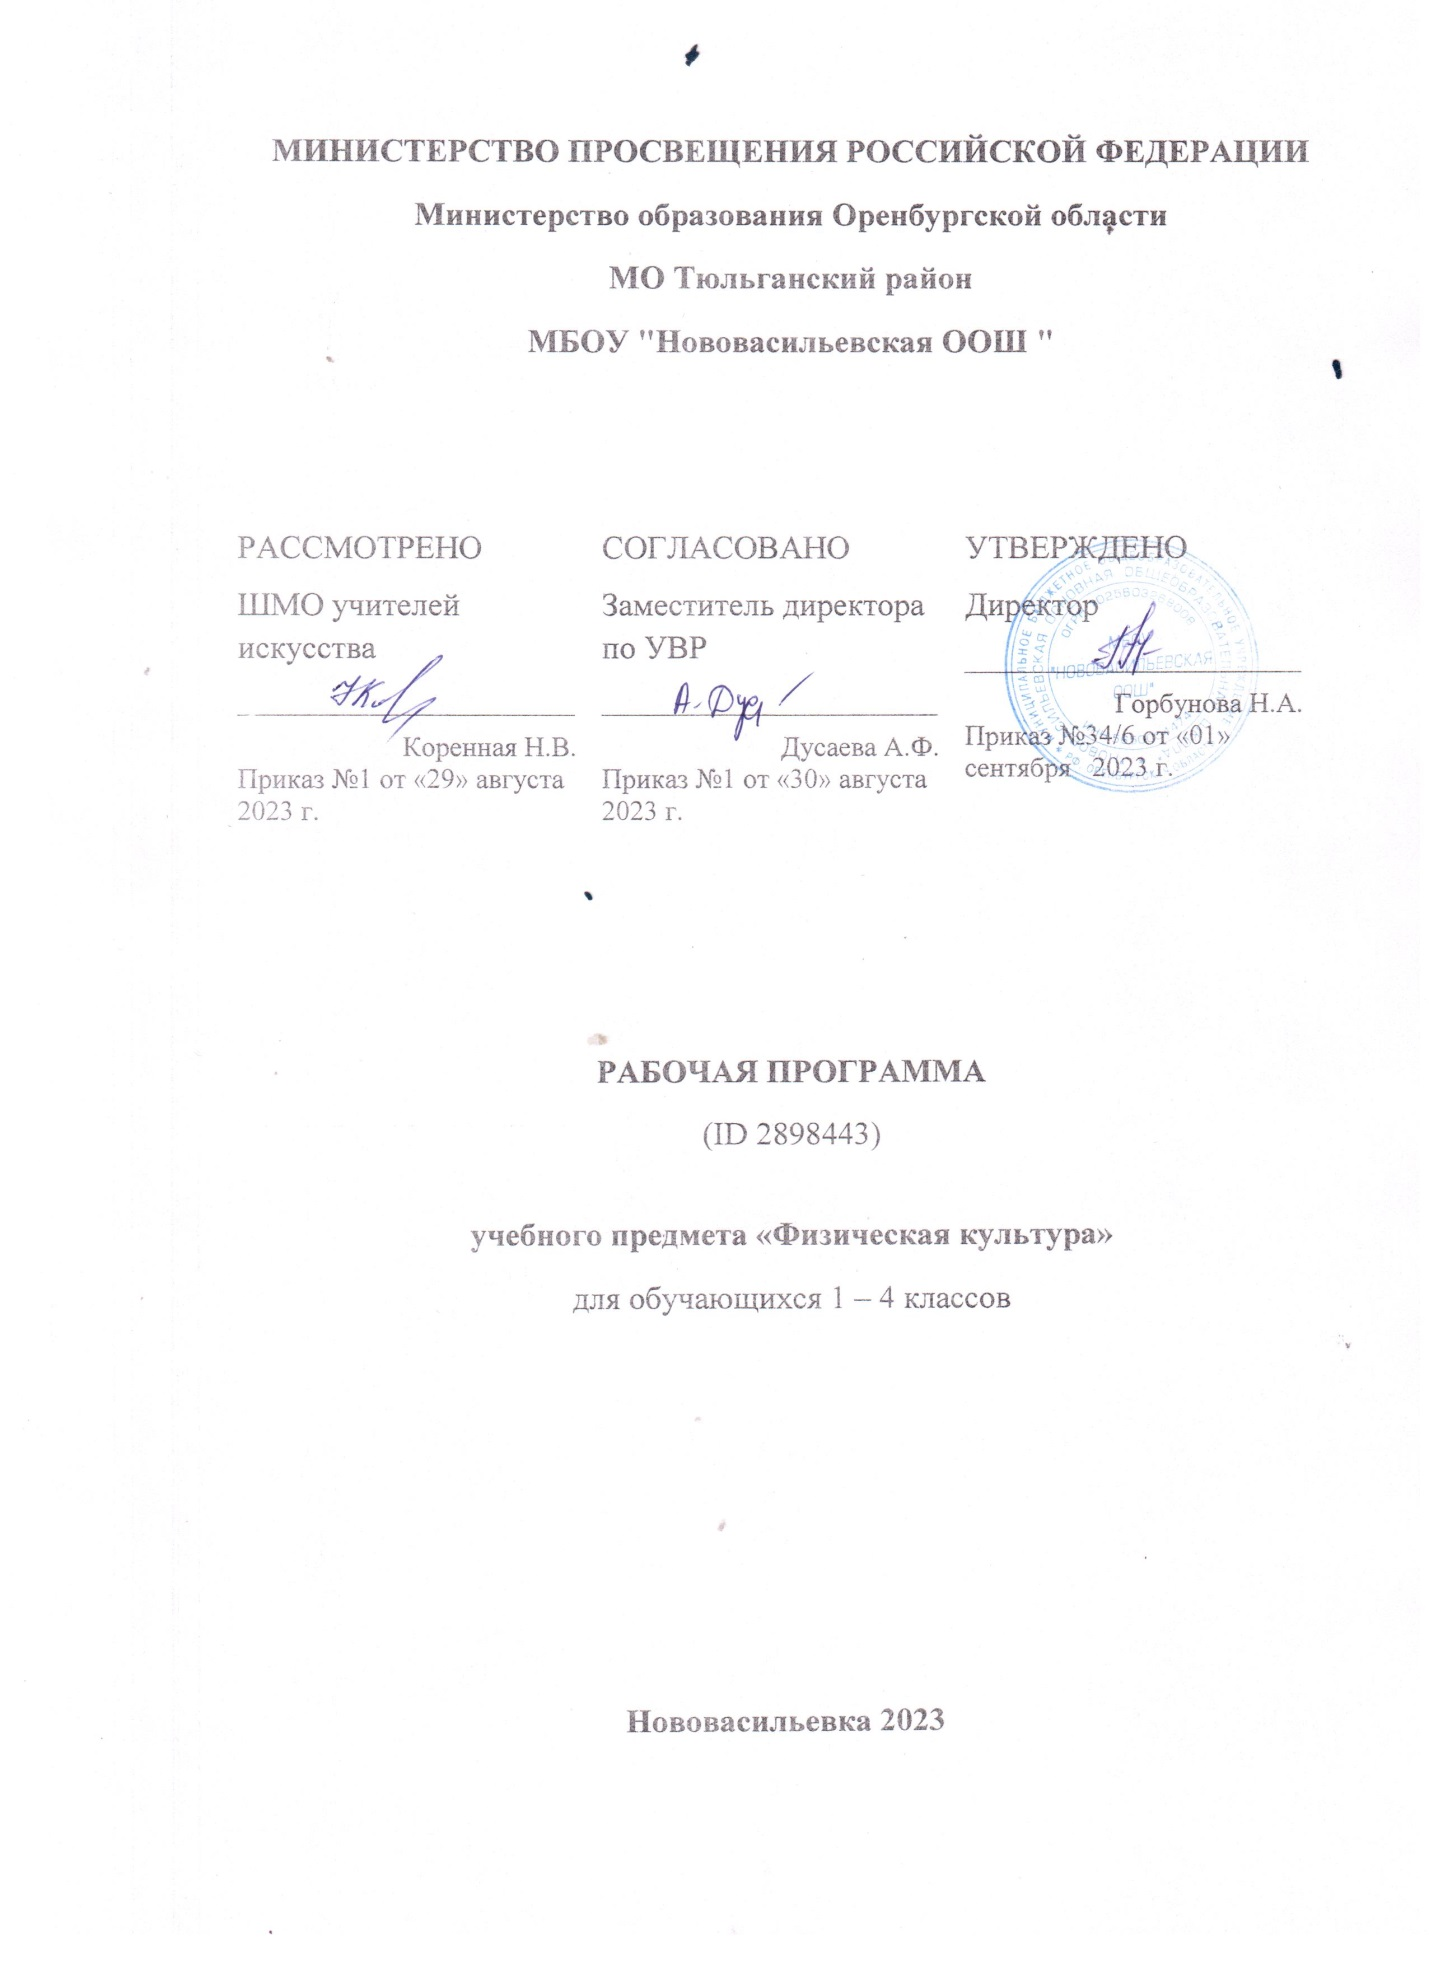 МИНИСТЕРСТВО ПРОСВЕЩЕНИЯ РОССИЙСКОЙ ФЕДЕРАЦИИ
Министерство образования Оренбургской области
МО Тюльганский район
МБОУ "Нововасильевская ООШ "
РАССМОТРЕНО
ШМО учителей
искусства
Коренная Н.В.
Приказ №1 от «29» августа
2023 г.
СОГЛАСОВАНО
Заместитель директора
по УВР
А. Дус
Дусаева А.Ф.
Приказ №1 от «30» августа
2023 г.
УТВЕРЖДЕНО
Директор
"НОВОВАСИЛЬЕВСКАЯ
ООШ"
Горбунова Н.А.
Приказ №34/6 от «01»
сентября 2023 г.
РАБОЧАЯ ПРОГРАММА
(ID 2898443)
учебного предмета «Физическая культура»
для обучающихся 1 – 4 классов
Нововасильевка 2023